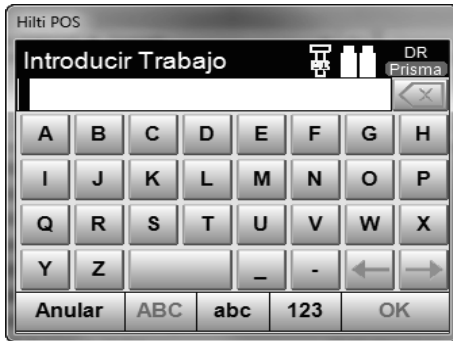 Hilti POS
Introducir Trabajo DR
Prisma
A B C D E F G H
I J K L M N O P
Q R S T U V W X
Y Z _ -
Anular ABC abc 123 OK